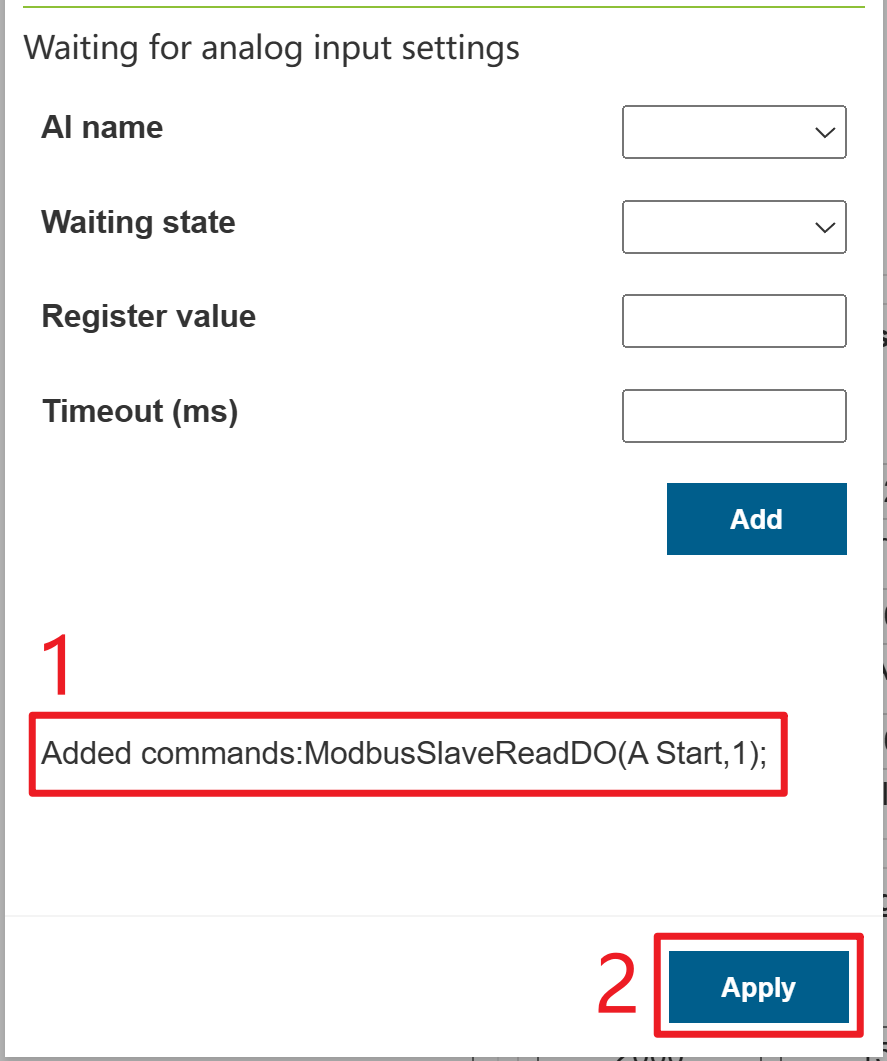 Waiting for analog input settings
AI name
Waiting state
Register value
Timeout (ms)
Add
1
Added commands:ModbusSlaveReadDO(A Start,1);
2
Apply